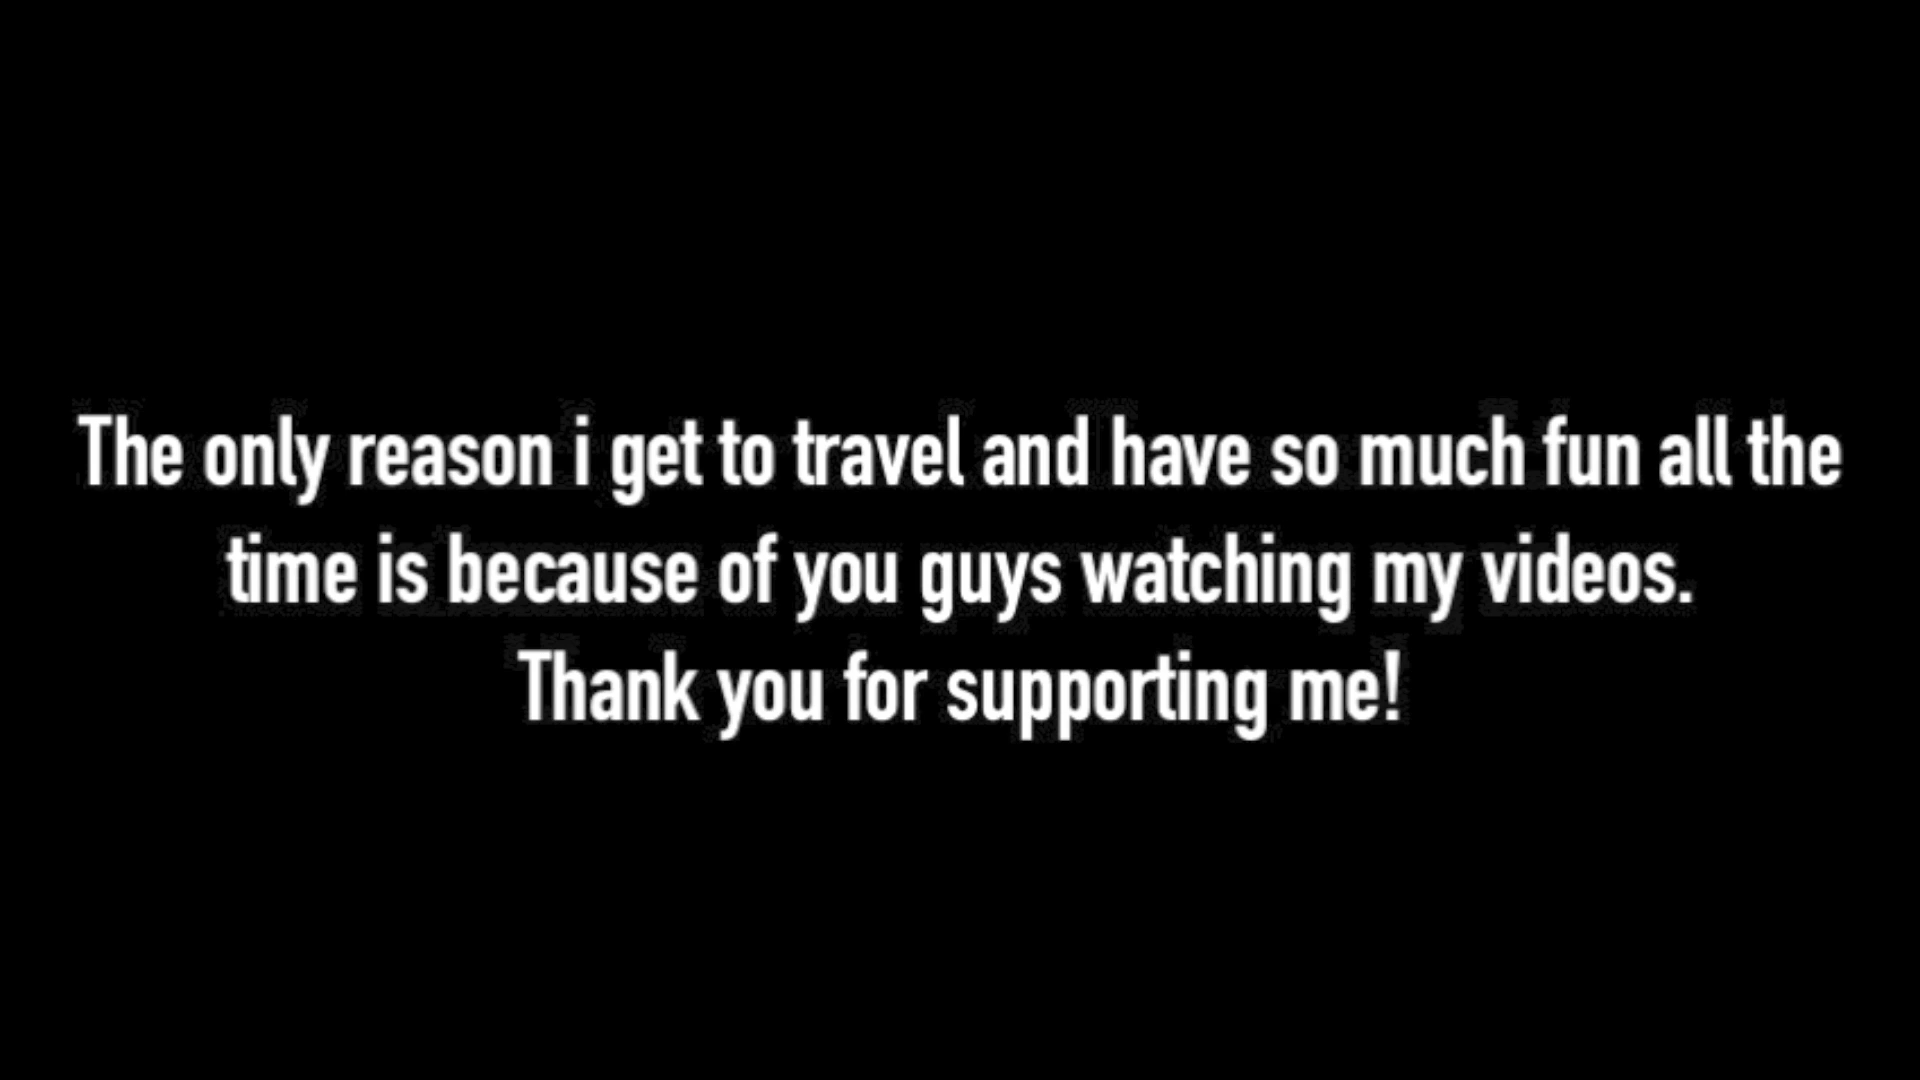 The only reason i get to travel and have so much fun all the
time is because of you guys watching my videos.
Thank you for supporting me!